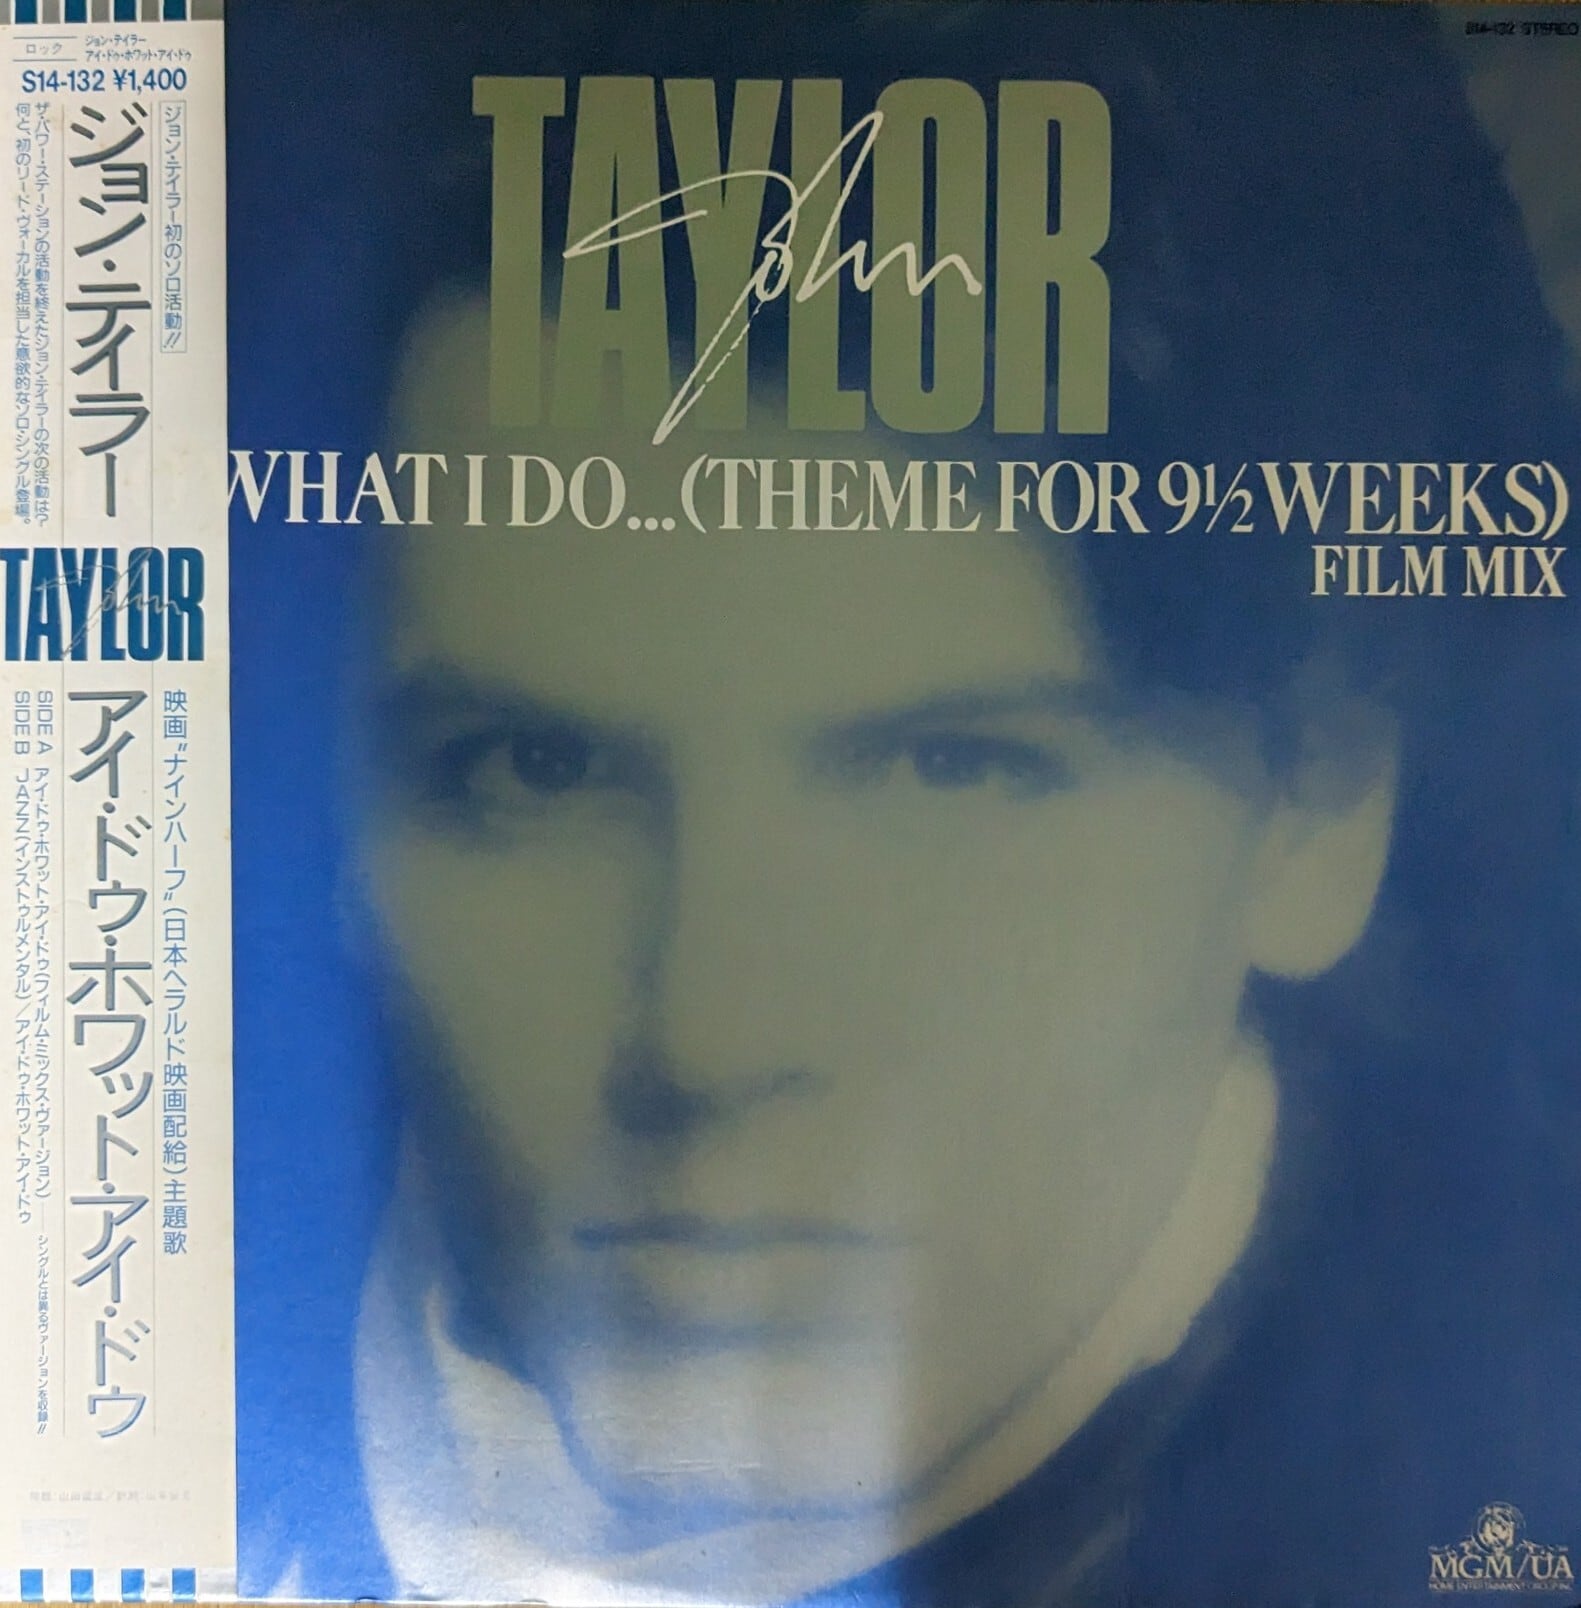 ロック
ジョン・テイラー
アイ・ドゥ・ホワット・アイ・ドゥ
S14-132 ¥1,400
ジョン・テイラー初のソロ活動!!
ジョン・テイラー
ザ・パワー・ステーションの活動を終えたジョン・テイラーの次の活動は?
何と、初のリード・ヴォーカルを担当した意欲的なソロ・シングル登場。
TAYLOR
John
映画"ナインハーフ"(日本ヘラルド映画配給)主題歌
アイ・ドゥ・ホワット・アイ・ドゥ
SIDE A アイ・ドゥ・ホワット・アイ・ドゥ(フィルム・ミックス・ヴァージョン)——シングルとは異るヴァージョンを収録!!
SIDE B JAZZ(インストゥルメンタル)/アイ・ドゥ・ホワット・アイ・ドゥ
S14-132 STEREO
TAYLOR
John
WHAT I DO...(THEME FOR 9½ WEEKS)
FILM MIX
MGM/UA
HOME ENTERTAINMENT GROUP, INC.